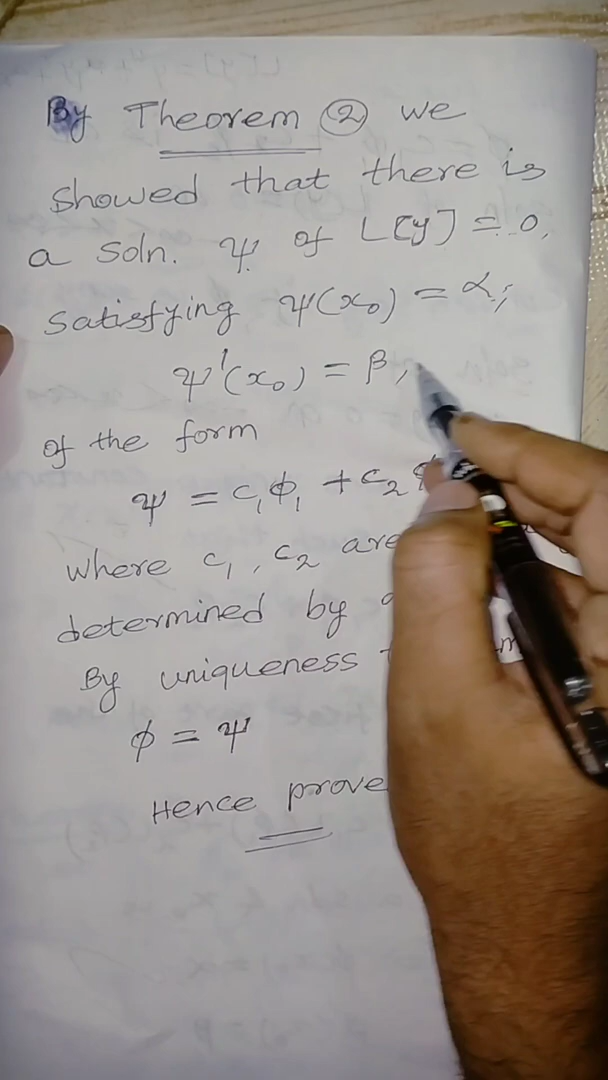 By Theorem ② we
showed that there is
a soln. ψ of L[y] = 0,
satisfying ψ(x₀) = α;
ψ'(x₀) = β,
of the form
ψ = c₁ϕ₁ + c₂
where c₁, c₂ are
determined by
By uniqueness
ϕ = ψ
Hence prove